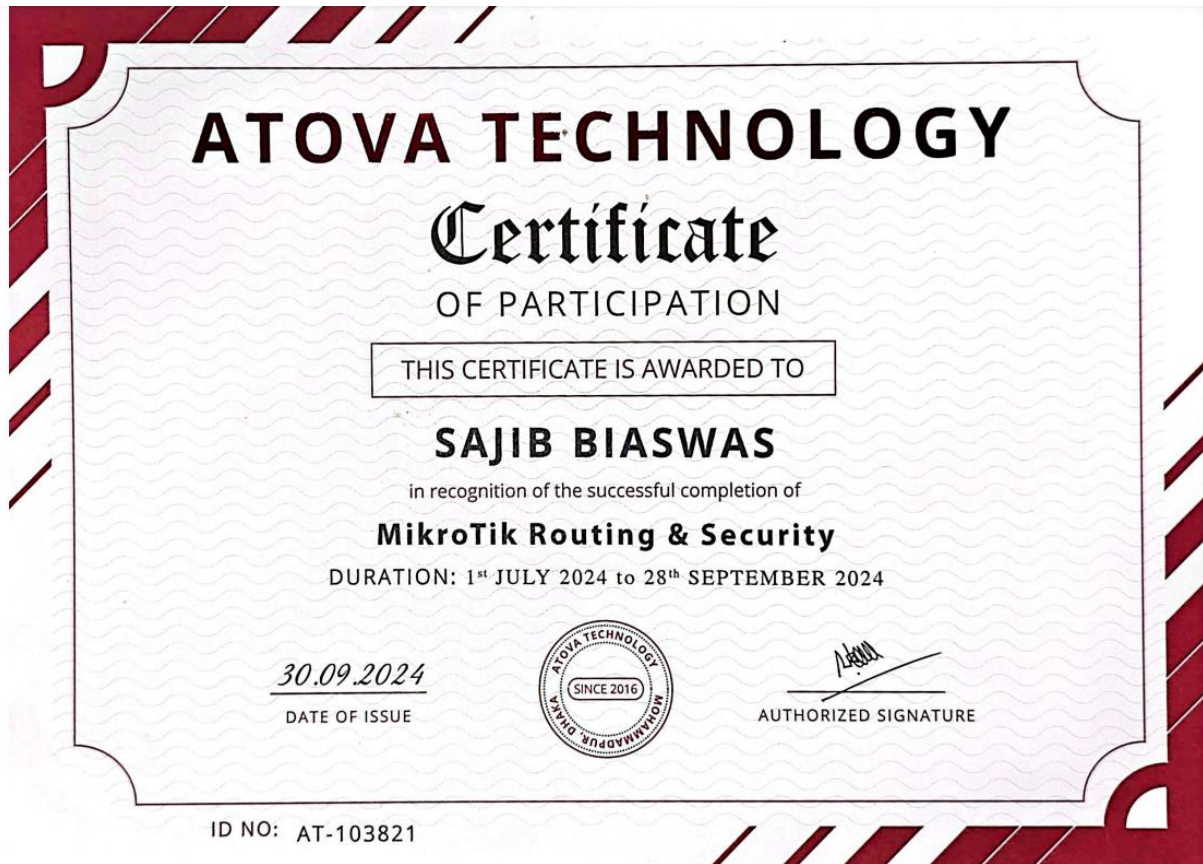 ATOVA TECHNOLOGY
Certificate
OF PARTICIPATION
THIS CERTIFICATE IS AWARDED TO
SAJIB BIASWAS
in recognition of the successful completion of
MikroTik Routing & Security
DURATION: 1st JULY 2024 to 28th SEPTEMBER 2024
30.09.2024
DATE OF ISSUE
ATOVA TECHNOLOGY
SINCE 2016
MOHAMMADPUR, DHAKA
AUTHORIZED SIGNATURE
ID NO: AT-103821